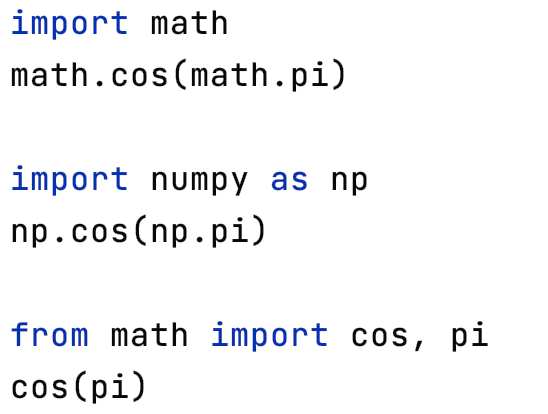 import math
math.cos(math.pi)
import numpy as np
np.cos(np.pi)
from math import cos, pi
cos(pi)